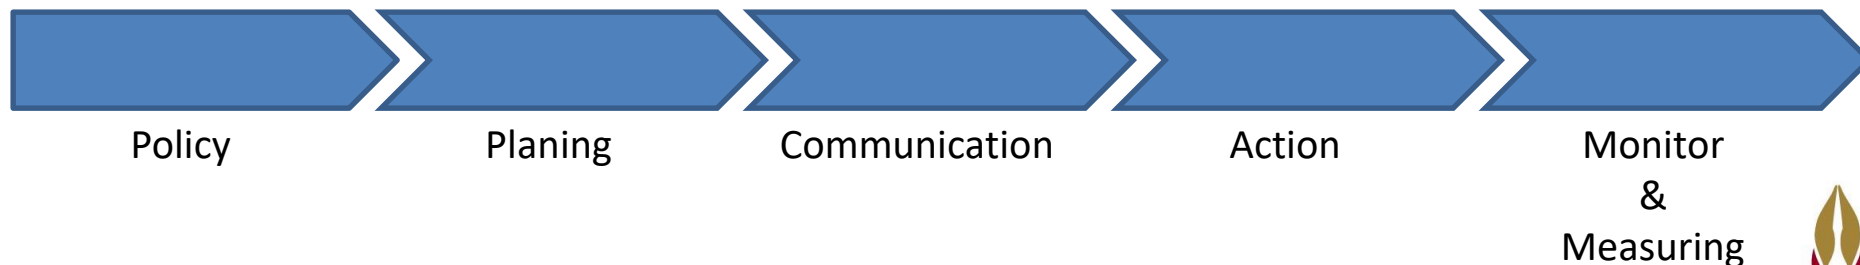 Policy
Planing
Communication
Action
Monitor
&
Measuring